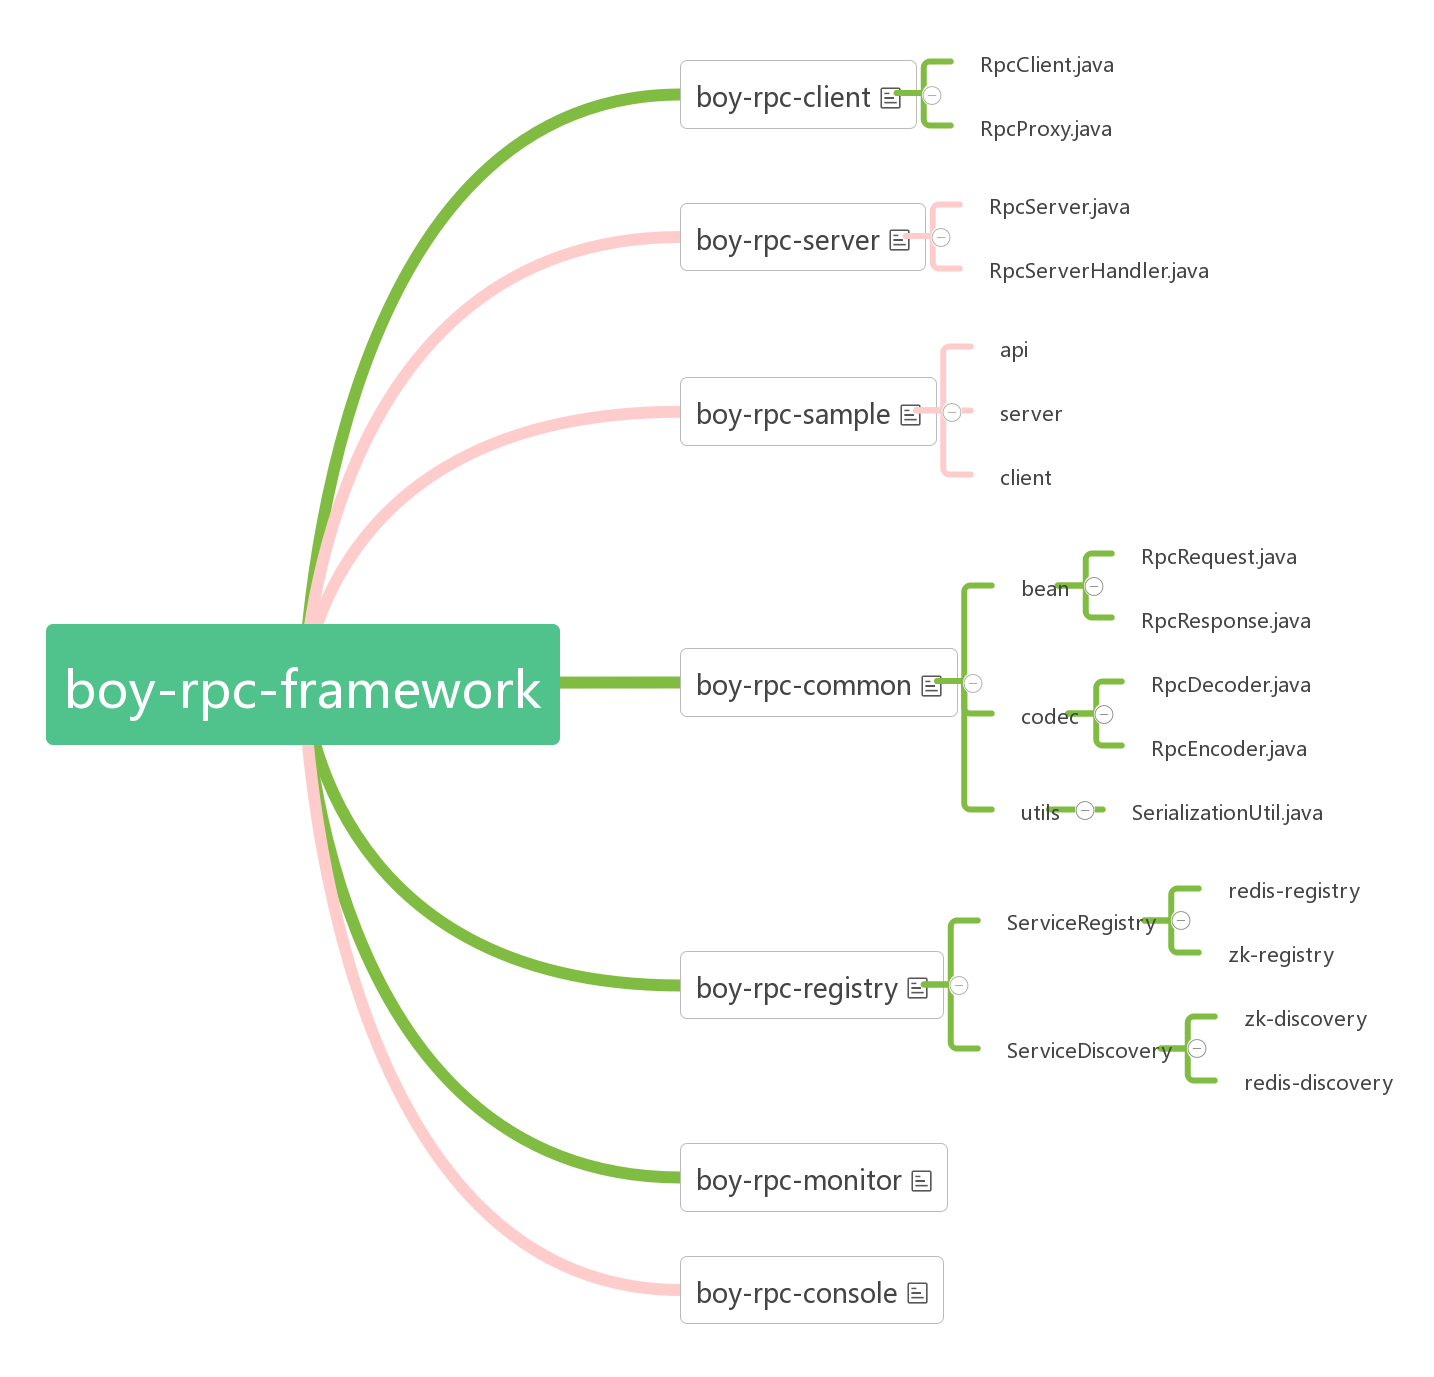 boy-rpc-framework
boy-rpc-client
RpcClient.java
RpcProxy.java
boy-rpc-server
RpcServer.java
RpcServerHandler.java
boy-rpc-sample
api
server
client
boy-rpc-common
bean
RpcRequest.java
RpcResponse.java
codec
RpcDecoder.java
RpcEncoder.java
utils
SerializationUtil.java
boy-rpc-registry
ServiceRegistry
redis-registry
zk-registry
ServiceDiscovery
zk-discovery
redis-discovery
boy-rpc-monitor
boy-rpc-console